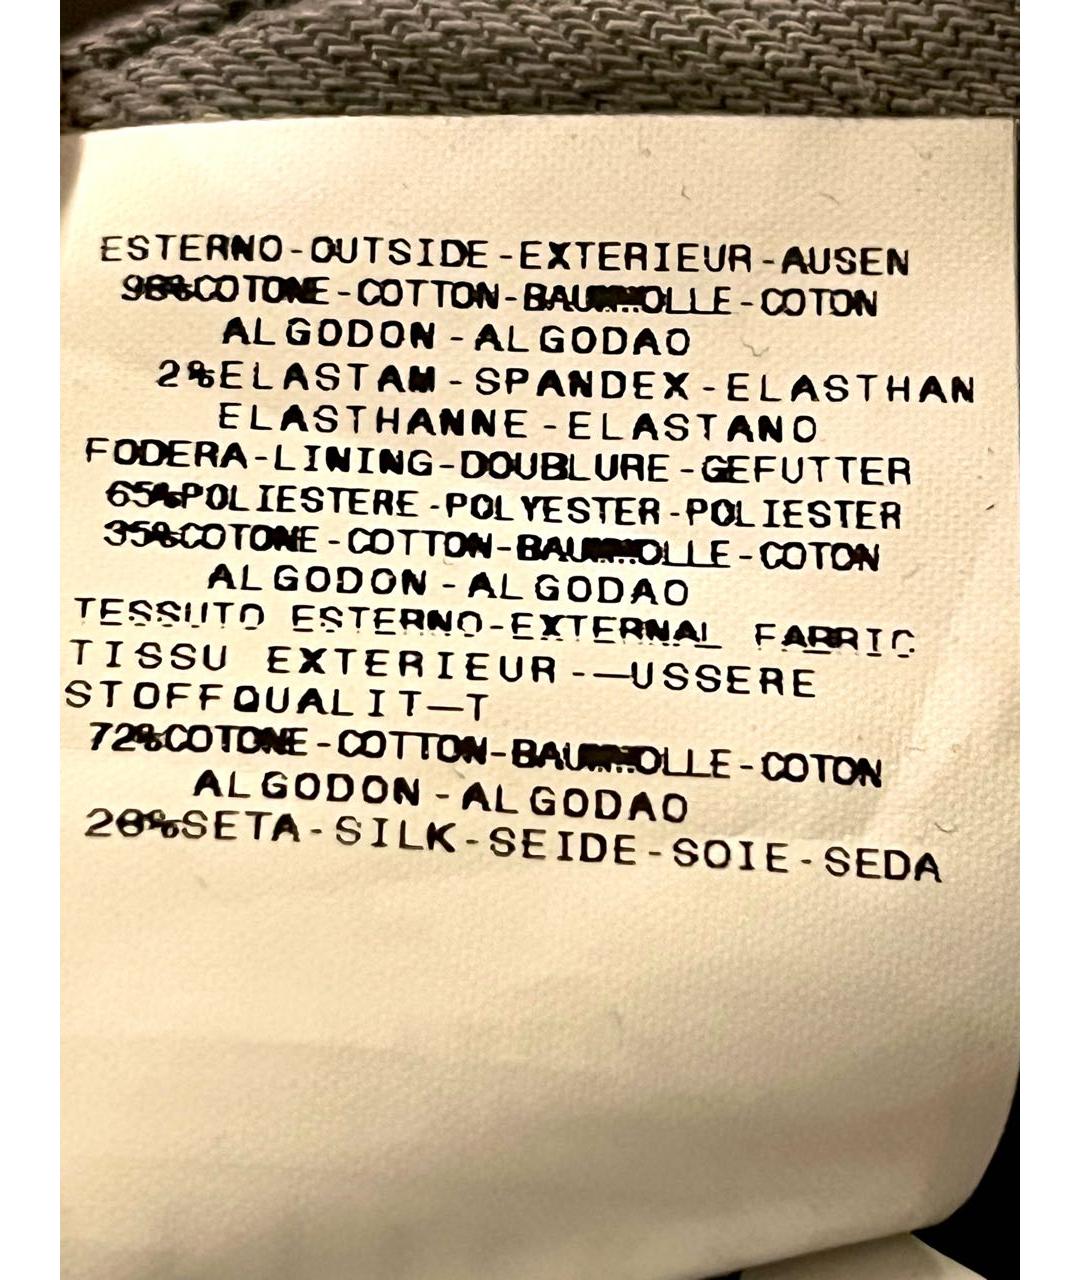 ESTERNO-OUTSIDE-EXTERIEUR-AUSEN
98%COTONE-COTTON-BAUMWOLLE-COTON
ALGODON-ALGODAO
2%ELASTAM-SPANDEX-ELASTHAN
ELASTHANNE-ELASTANO
FODERA-LINING-DOUBLURE-GEFUTTER
65%POLIESTERE-POLYESTER-POLIESTER
35%COTONE-COTTON-BAUMWOLLE-COTON
ALGODON-ALGODAO
TESSUTO ESTERNO-EXTERNAL FABRIC
TISSU EXTERIEUR-—USSERE
STOFFQUALIT—T
72%COTONE-COTTON-BAUMWOLLE-COTON
ALGODON-ALGODAO
28%SETA-SILK-SEIDE-SOIE-SEDA